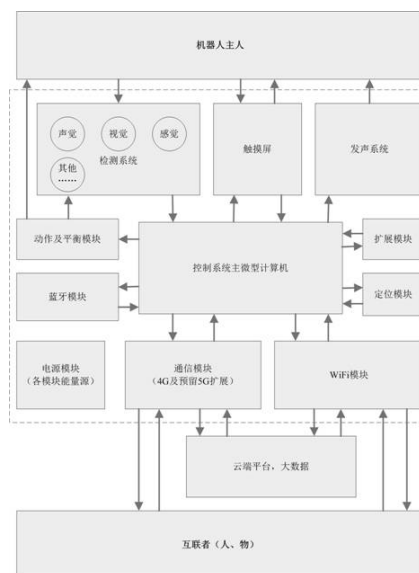 机器人主人
声觉
视觉
感觉
其他
……
检测系统
触摸屏
发声系统
动作及平衡模块
控制系统主微型计算机
扩展模块
蓝牙模块
定位模块
电源模块
（各模块能量源）
通信模块
（4G及预留5G扩展）
WiFi模块
云端平台，大数据
互联者（人、物）